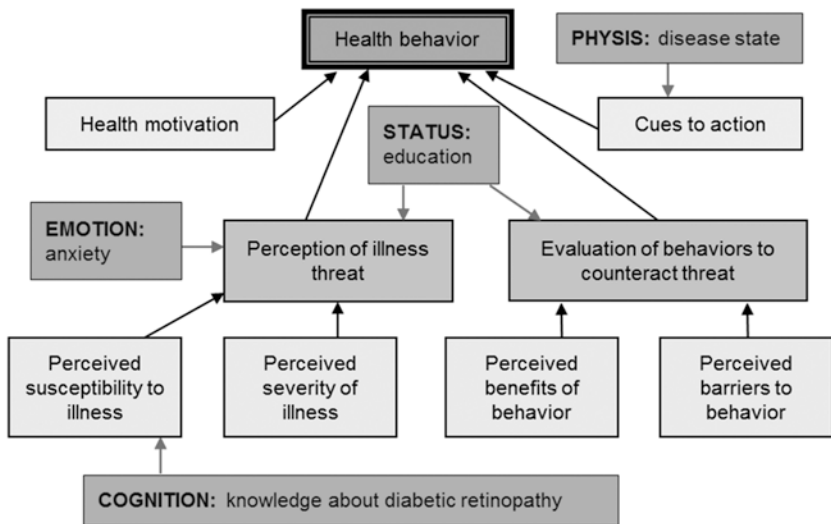 Health behavior
PHYSIS: disease state
Health motivation
STATUS:
education
Cues to action
EMOTION:
anxiety
Perception of illness
threat
Evaluation of behaviors to
counteract threat
Perceived
susceptibility to
illness
Perceived
severity of
illness
Perceived
benefits of
behavior
Perceived
barriers to
behavior
COGNITION: knowledge about diabetic retinopathy